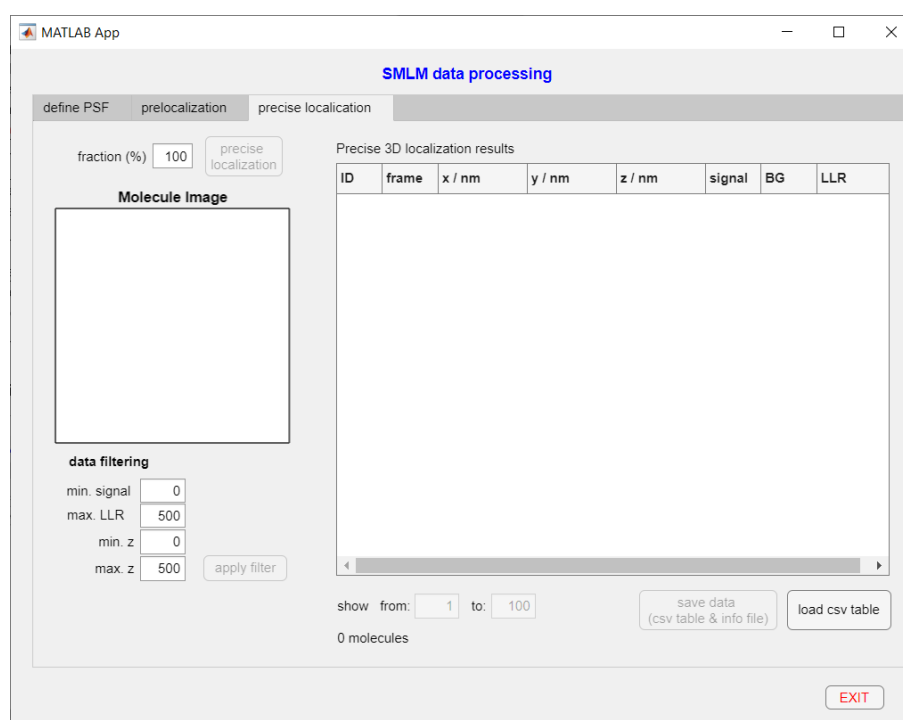 MATLAB App
SMLM data processing
define PSF prelocalization precise localication
fraction (%) 100 precise localization
Molecule Image
Precise 3D localization results
ID frame x / nm y / nm z / nm signal BG LLR
data filtering
min. signal 0
max. LLR 500
min. z 0
max. z 500 apply filter
show from: 1 to: 100
0 molecules
save data
(csv table & info file)
load csv table
EXIT